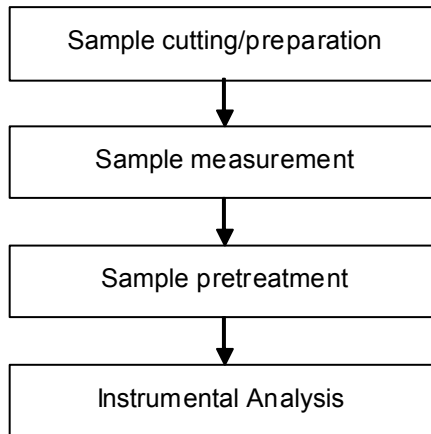 Sample cutting/preparation
Sample measurement
Sample pretreatment
Instrumental Analysis